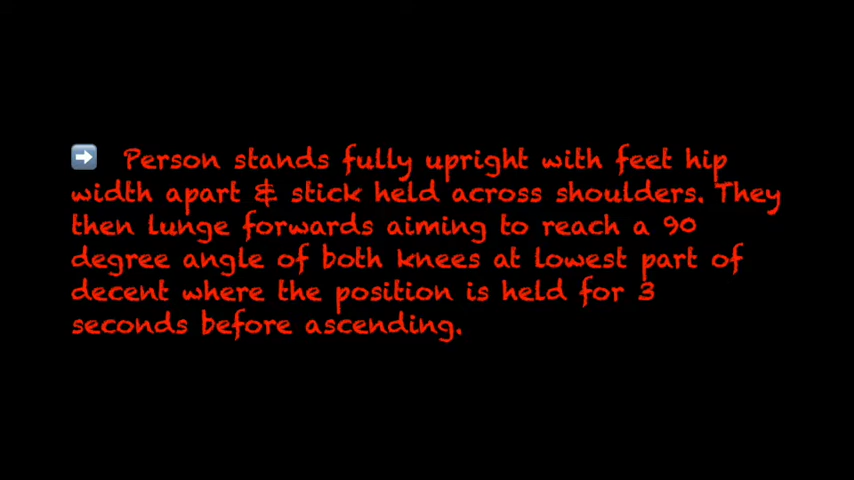 ➡️ Person stands fully upright with feet hip
width apart & stick held across shoulders. They
then lunge forwards aiming to reach a 90
degree angle of both knees at lowest part of
decent where the position is held for 3
seconds before ascending.